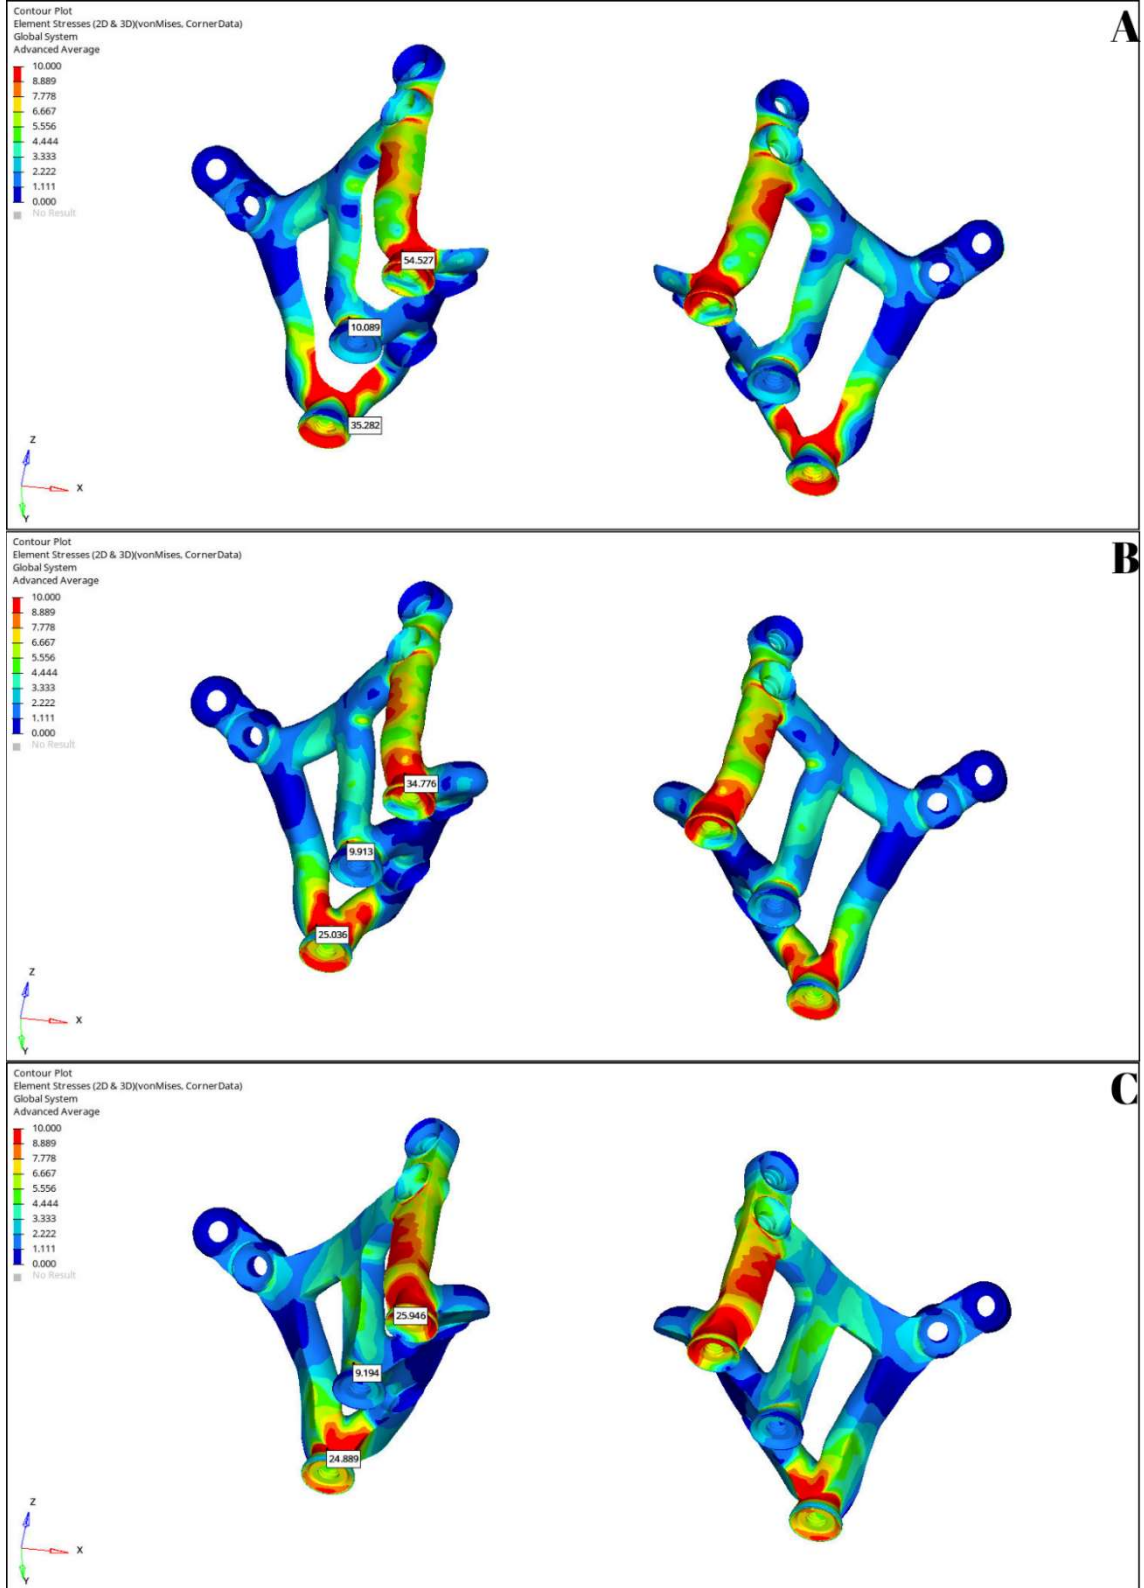 Contour Plot
Element Stresses (2D & 3D)(vonMises, CornerData)
Global System
Advanced Average
10.000
8.889
7.778
6.667
5.556
4.444
3.333
2.222
1.111
0.000
No Result
A
54.527
10.089
35.282
Z
X
Y
Contour Plot
Element Stresses (2D & 3D)(vonMises, CornerData)
Global System
Advanced Average
10.000
8.889
7.778
6.667
5.556
4.444
3.333
2.222
1.111
0.000
No Result
B
34.776
9.913
25.036
Z
X
Y
Contour Plot
Element Stresses (2D & 3D)(vonMises, CornerData)
Global System
Advanced Average
10.000
8.889
7.778
6.667
5.556
4.444
3.333
2.222
1.111
0.000
No Result
C
25.946
9.194
24.889
Z
X
Y